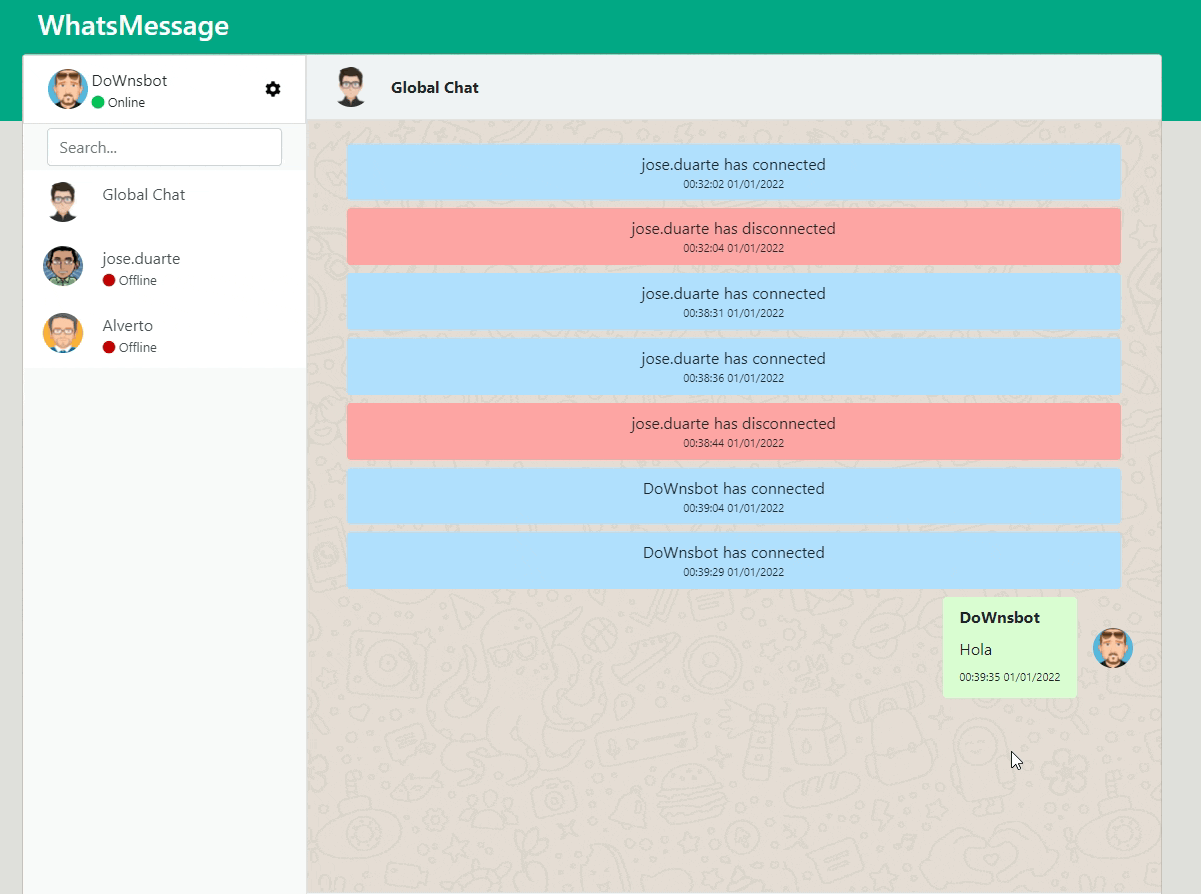 WhatsMessage
DoWnsbot
Online
Search...
Global Chat
jose.duarte
Offline
Alverto
Offline
Global Chat
jose.duarte has connected
00:32:02 01/01/2022
jose.duarte has disconnected
00:32:04 01/01/2022
jose.duarte has connected
00:38:31 01/01/2022
jose.duarte has connected
00:38:36 01/01/2022
jose.duarte has disconnected
00:38:44 01/01/2022
DoWnsbot has connected
00:39:04 01/01/2022
DoWnsbot has connected
00:39:29 01/01/2022
DoWnsbot
Hola
00:39:35 01/01/2022